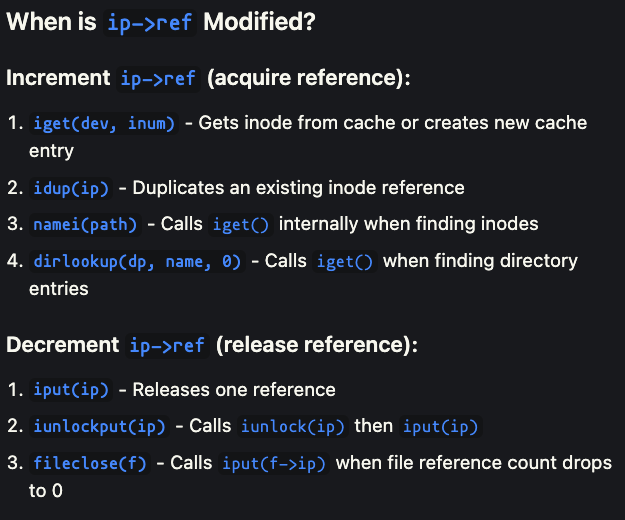 When is ip->ref Modified?
Increment ip->ref (acquire reference):
1. iget(dev, inum) - Gets inode from cache or creates new cache
entry
2. idup(ip) - Duplicates an existing inode reference
3. namei(path) - Calls iget() internally when finding inodes
4. dirlookup(dp, name, 0) - Calls iget() when finding directory
entries
Decrement ip->ref (release reference):
1. iput(ip) - Releases one reference
2. iunlockput(ip) - Calls iunlock(ip) then iput(ip)
3. fileclose(f) - Calls iput(f->ip) when file reference count drops
to 0